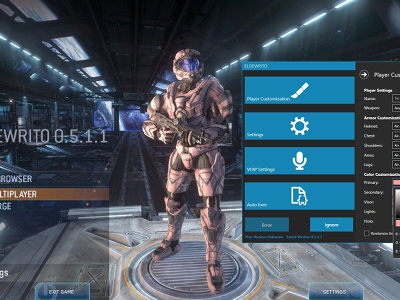 ELDEWRITO
Player Customization
Settings
VOIP Settings
Auto Exec
Error
Ignore
Player Cus
Player Settings
Name:
Weapon:
Armor Customization
Helmet:
Chest:
Shoulders:
Arms:
Legs:
Color Customization
Primary:
Secondary:
Visor:
Lights:
Holo:
EWRITO 0.5.1.1
BROWSER
LTIPLAYER
RGE
gs
EXIT GAME
SETTINGS